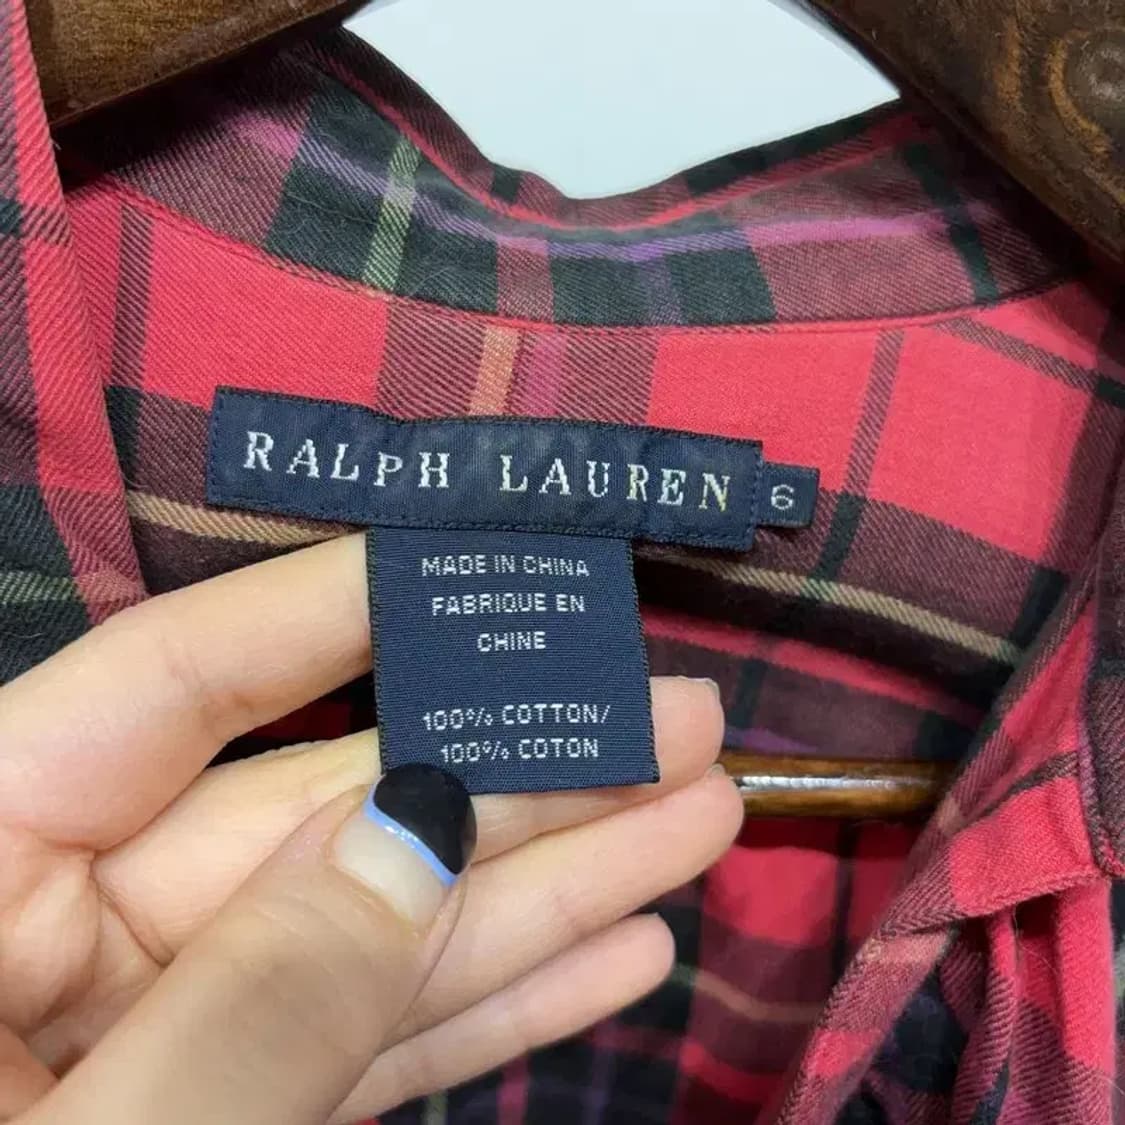 RALPH LAUREN
6
MADE IN CHINA
FABRIQUE EN
CHINE
100% COTTON/
100% COTON